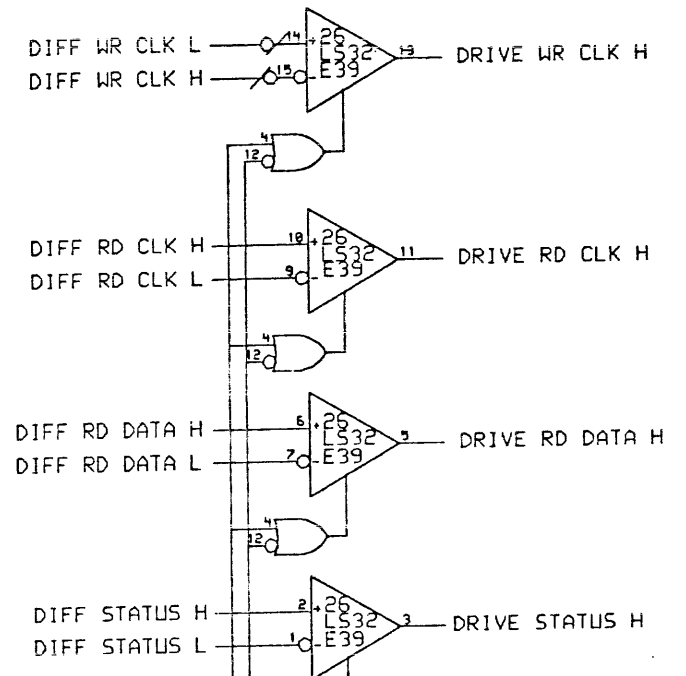 DIFF WR CLK L 14 + 26 LS32 E39 13 DRIVE WR CLK H
DIFF WR CLK H 15 -
4
12
DIFF RD CLK H 10 + 26 LS32 E39 11 DRIVE RD CLK H
DIFF RD CLK L 9 -
4
12
DIFF RD DATA H 6 + 26 LS32 E39 5 DRIVE RD DATA H
DIFF RD DATA L 7 -
4
12
DIFF STATUS H 2 + 26 LS32 E39 3 DRIVE STATUS H
DIFF STATUS L 1 -